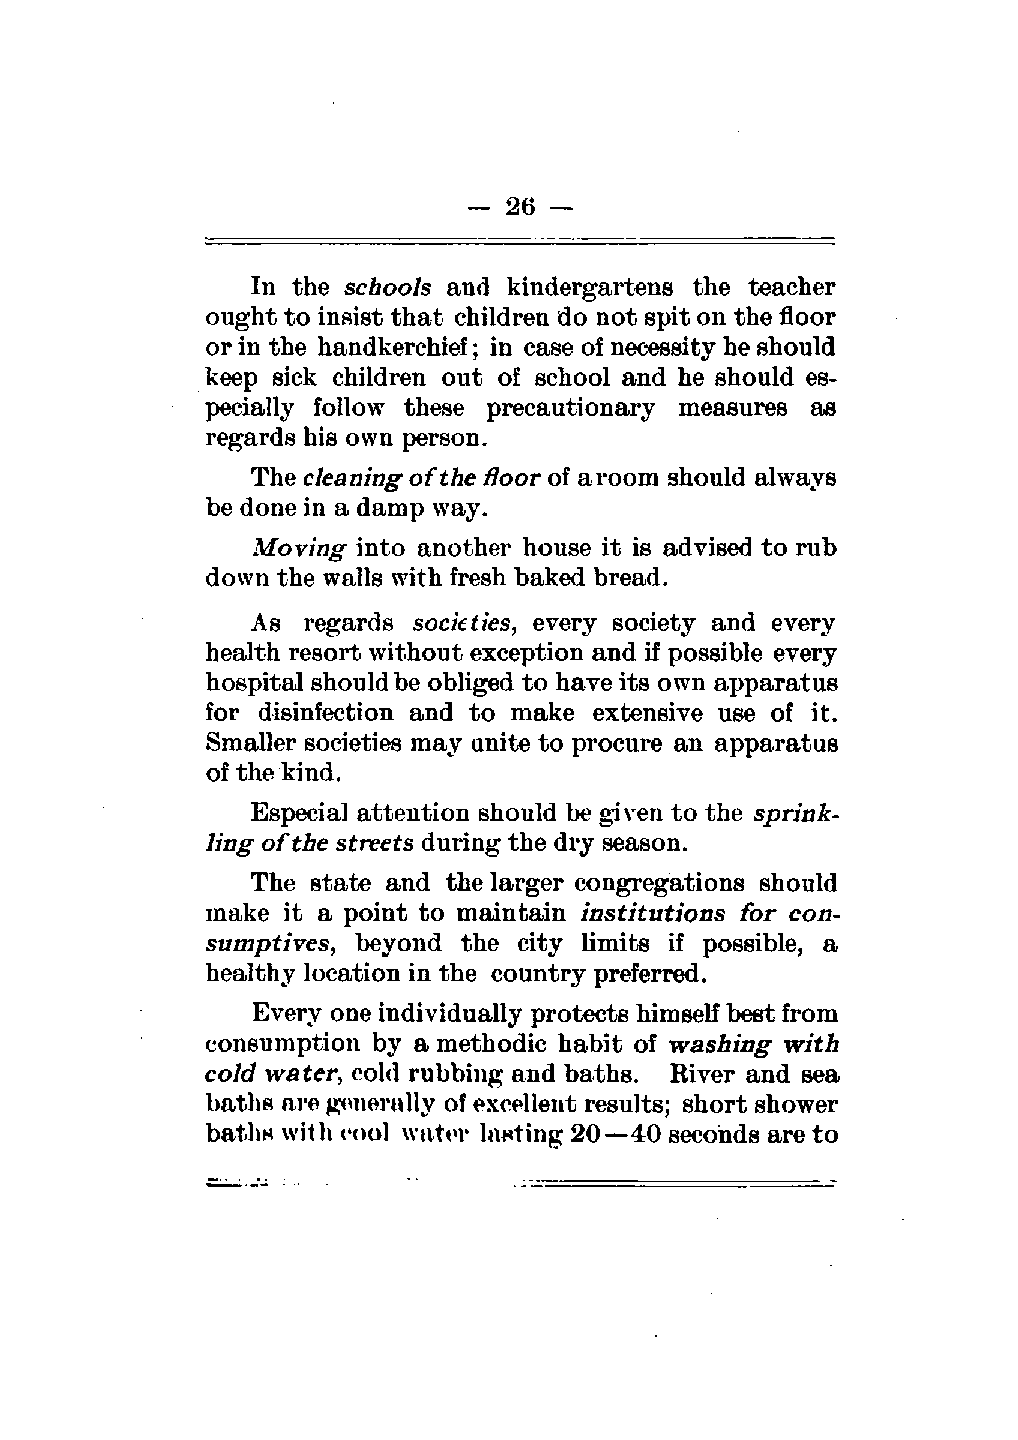 — 26 —
In the schools and kindergartens the teacher
ought to insist that children do not spit on the floor
or in the handkerchief; in case of necessity he should
keep sick children out of school and he should es-
pecially follow these precautionary measures as
regards his own person.
The cleaning of the floor of a room should always
be done in a damp way.
Moving into another house it is advised to rub
down the walls with fresh baked bread.
As regards societies, every society and every
health resort without exception and if possible every
hospital should be obliged to have its own apparatus
for disinfection and to make extensive use of it.
Smaller societies may unite to procure an apparatus
of the kind.
Especial attention should be given to the sprink-
ling of the streets during the dry season.
The state and the larger congregations should
make it a point to maintain institutions for con-
sumptives, beyond the city limits if possible, a
healthy location in the country preferred.
Every one individually protects himself best from
consumption by a methodic habit of washing with
cold water, cold rubbing and baths. River and sea
baths are generally of excellent results; short shower
baths with cool water lasting 20—40 seconds are to